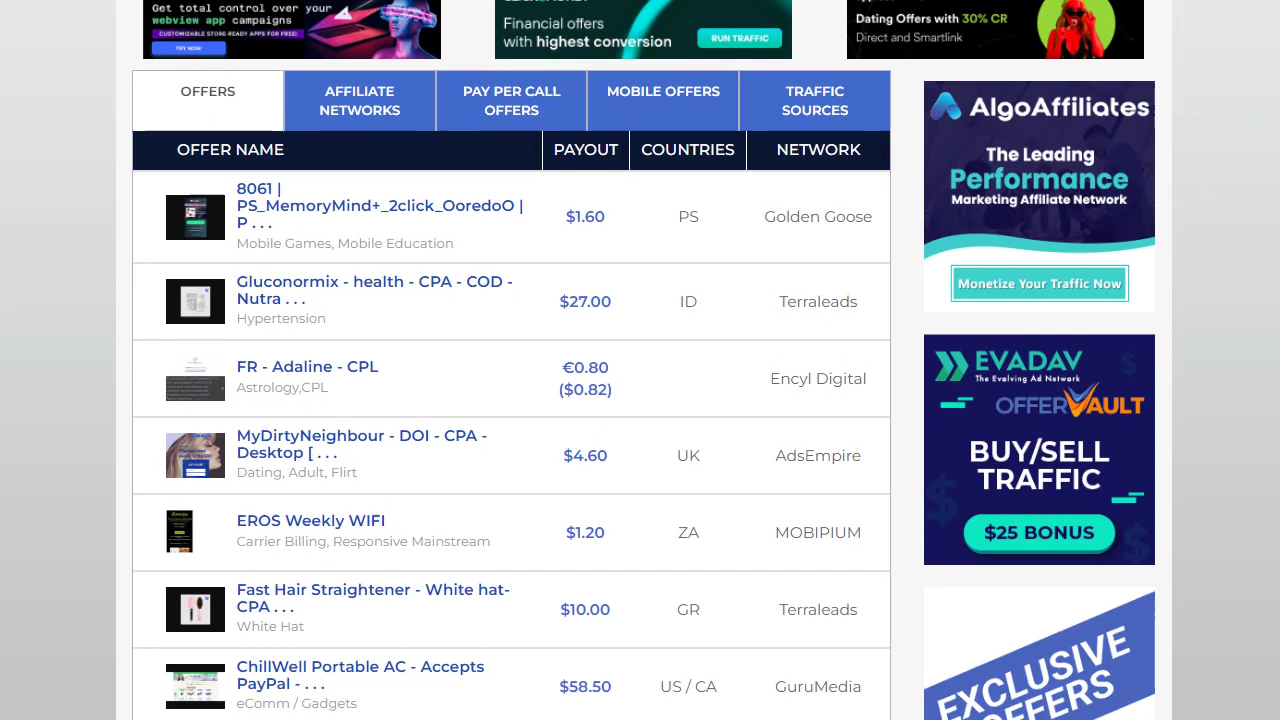 Get total control over your
webview app campaigns
CUSTOMIZABLE STORE-READY APPS FOR FREE!
TRY NOW
Financial offers
with highest conversion
RUN TRAFFIC
Dating Offers with 30% CR
Direct and Smartlink
OFFERS
AFFILIATE
NETWORKS
PAY PER CALL
OFFERS
MOBILE OFFERS
TRAFFIC
SOURCES
OFFER NAME
PAYOUT
COUNTRIES
NETWORK
8061 |
PS_MemoryMind+_2click_OoredoO |
P . . .
Mobile Games, Mobile Education
$1.60
PS
Golden Goose
Gluconormix - health - CPA - COD -
Nutra . . .
Hypertension
$27.00
ID
Terraleads
FR - Adaline - CPL
Astrology,CPL
€0.80
($0.82)
Encyl Digital
MyDirtyNeighbour - DOI - CPA -
Desktop [ . . .
Dating, Adult, Flirt
$4.60
UK
AdsEmpire
EROS Weekly WIFI
Carrier Billing, Responsive Mainstream
$1.20
ZA
MOBIPIUM
Fast Hair Straightener - White hat-
CPA . . .
White Hat
$10.00
GR
Terraleads
ChillWell Portable AC - Accepts
PayPal - . . .
eComm / Gadgets
$58.50
US / CA
GuruMedia
AlgoAffiliates
The Leading
Performance
Marketing Affiliate Network
Monetize Your Traffic Now
EVADAV
The Evolving Ad Network
OFFERVAULT
BUY/SELL
TRAFFIC
$25 BONUS
EXCLUSIVE
OFFERS